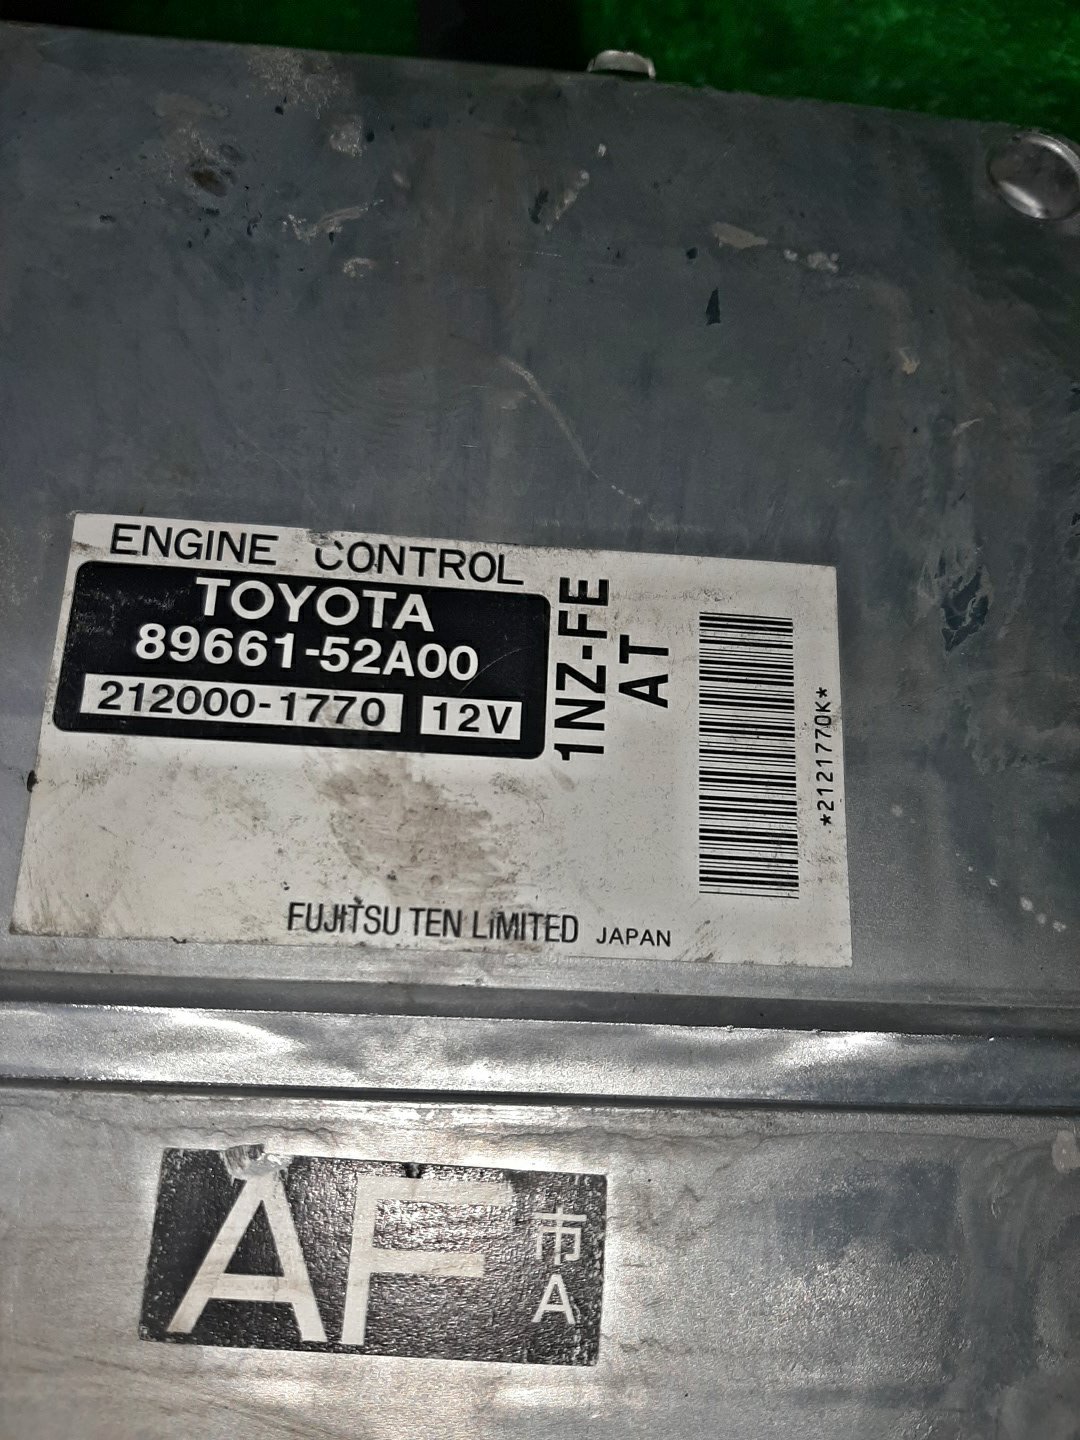 ENGINE CONTROL
TOYOTA
89661-52A00
212000-1770 12V
1NZ-FE
AT
*2121770K*
FUJITSU TEN LIMITED JAPAN
AF
市
A